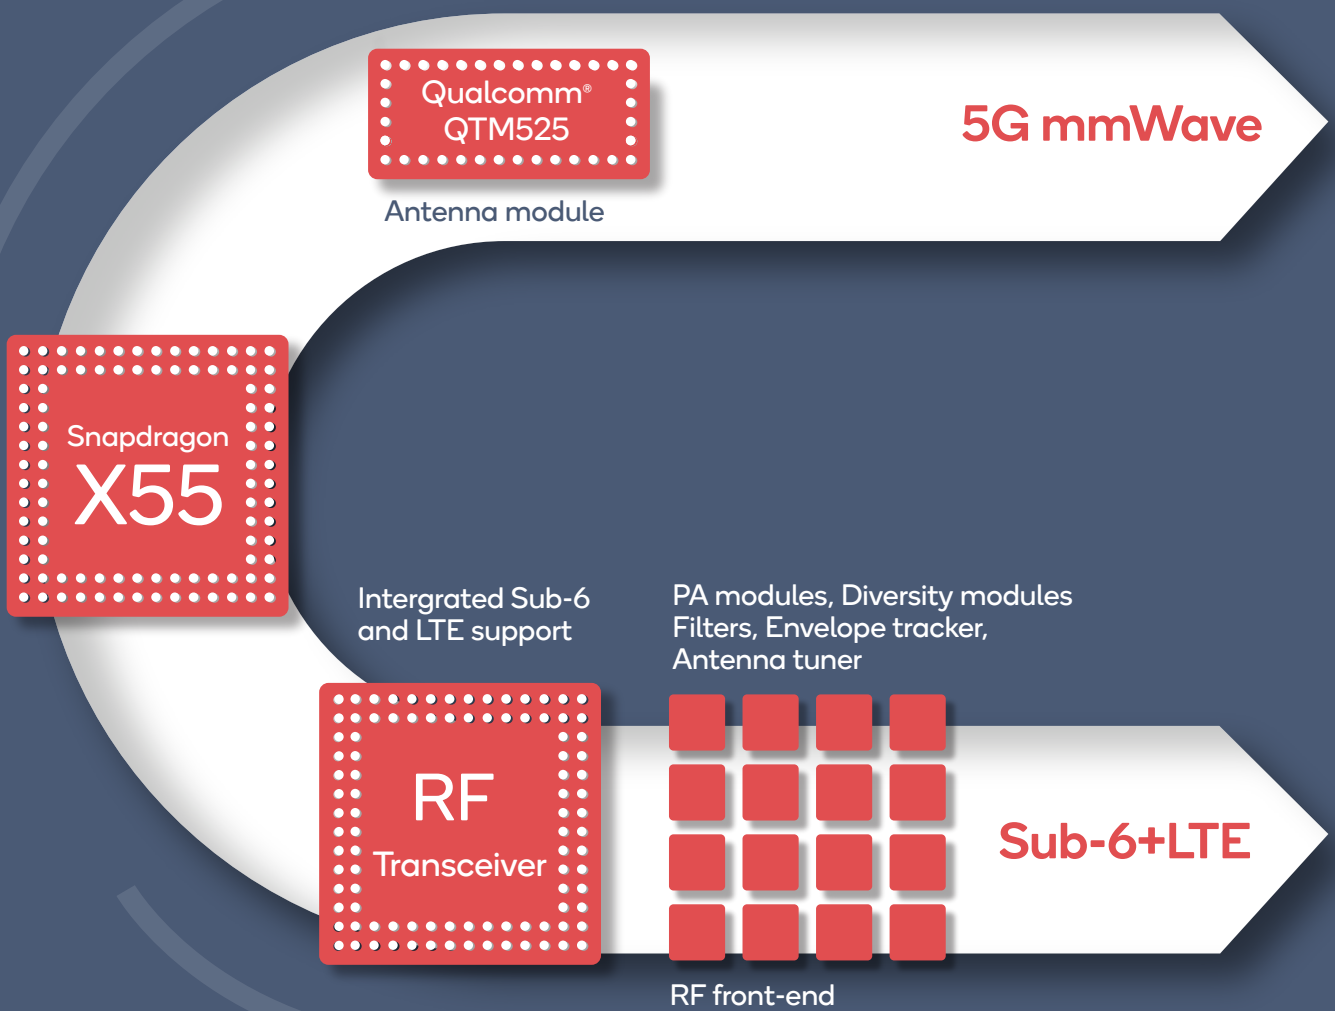 Qualcomm®
QTM525
Antenna module
5G mmWave
Snapdragon
X55
Intergrated Sub-6
and LTE support
PA modules, Diversity modules
Filters, Envelope tracker,
Antenna tuner
RF
Transceiver
Sub-6+LTE
RF front-end